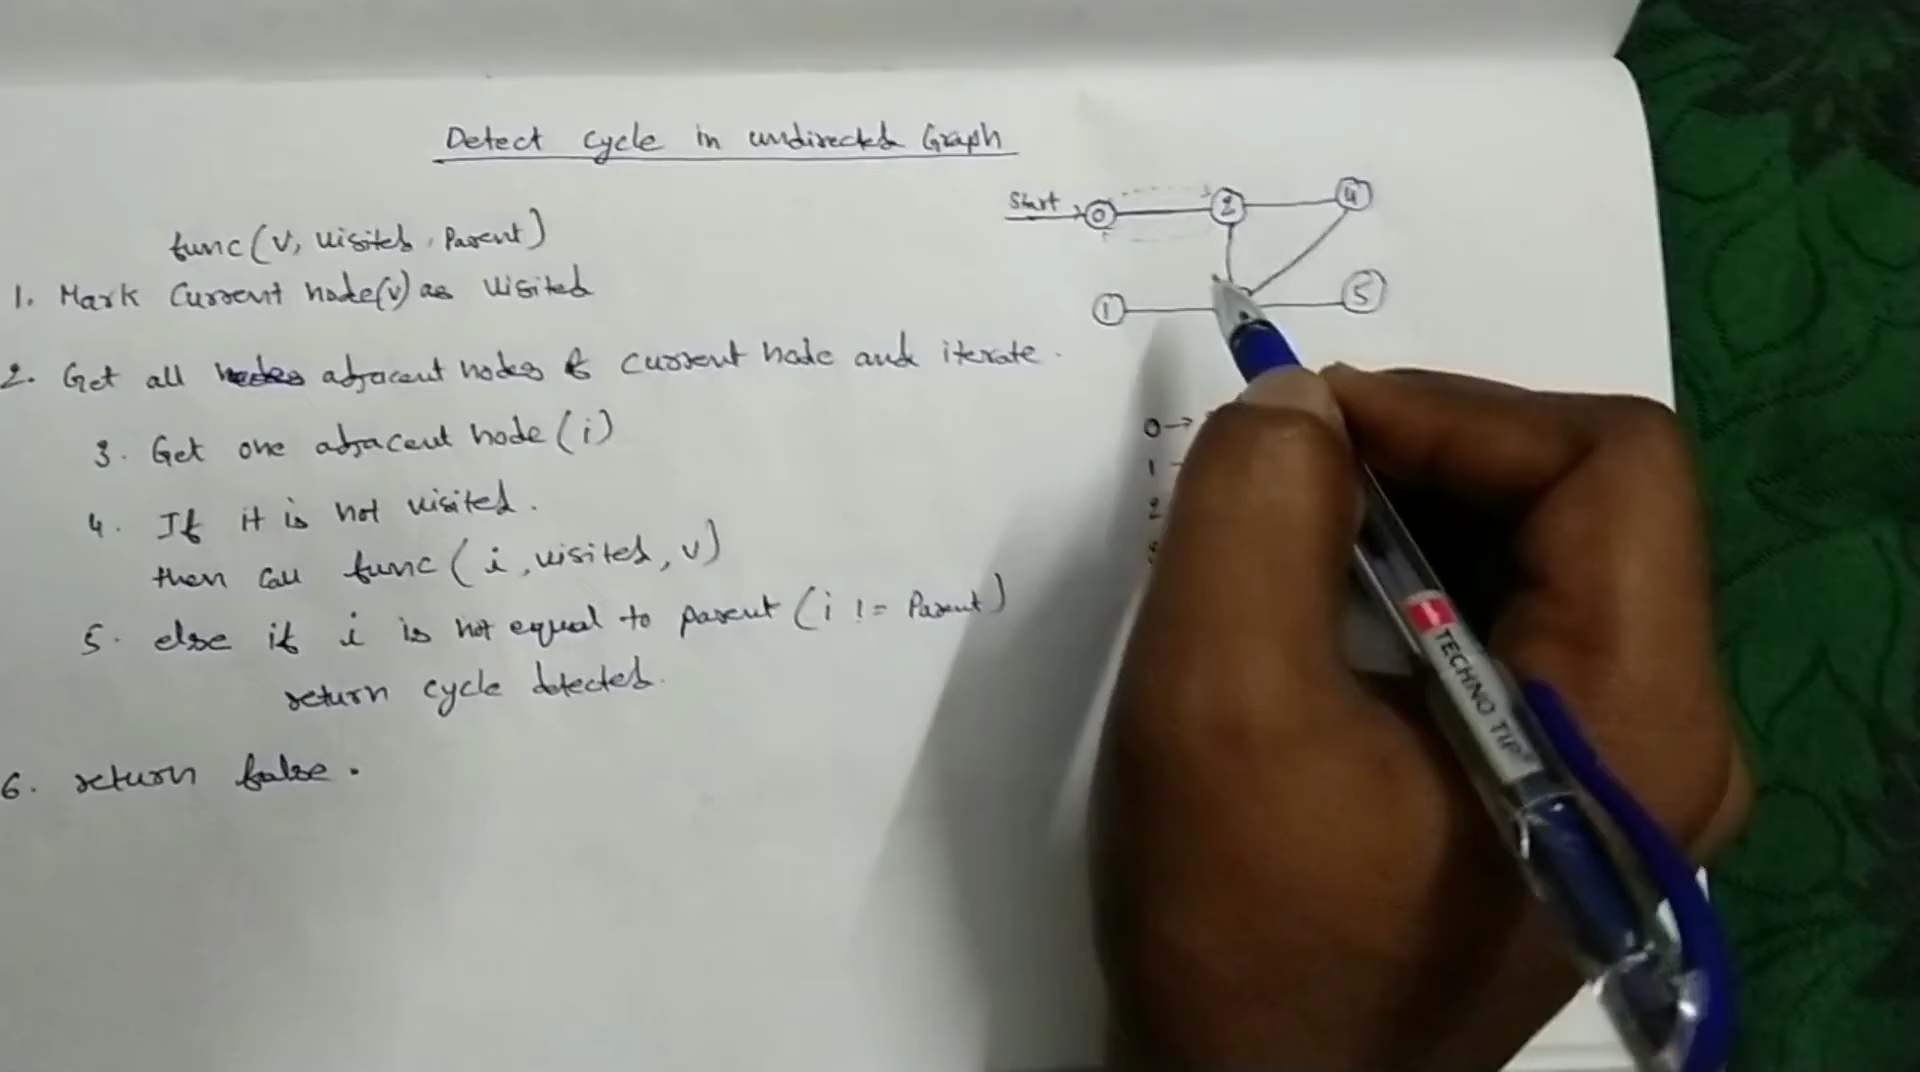 Detect cycle in undirected Graph
func(v, visited, Parent)
1. Mark Current node(v) as visited
2. Get all adjacent nodes of current node and iterate.
3. Get one adjacent node(i)
4. If it is not visited.
then call func(i, visited, v)
5. else if i is not equal to parent (i != Parent)
return cycle detected.
6. return false.
Start 0 2 4
1 5
0→
1
2
TECHNO TIP